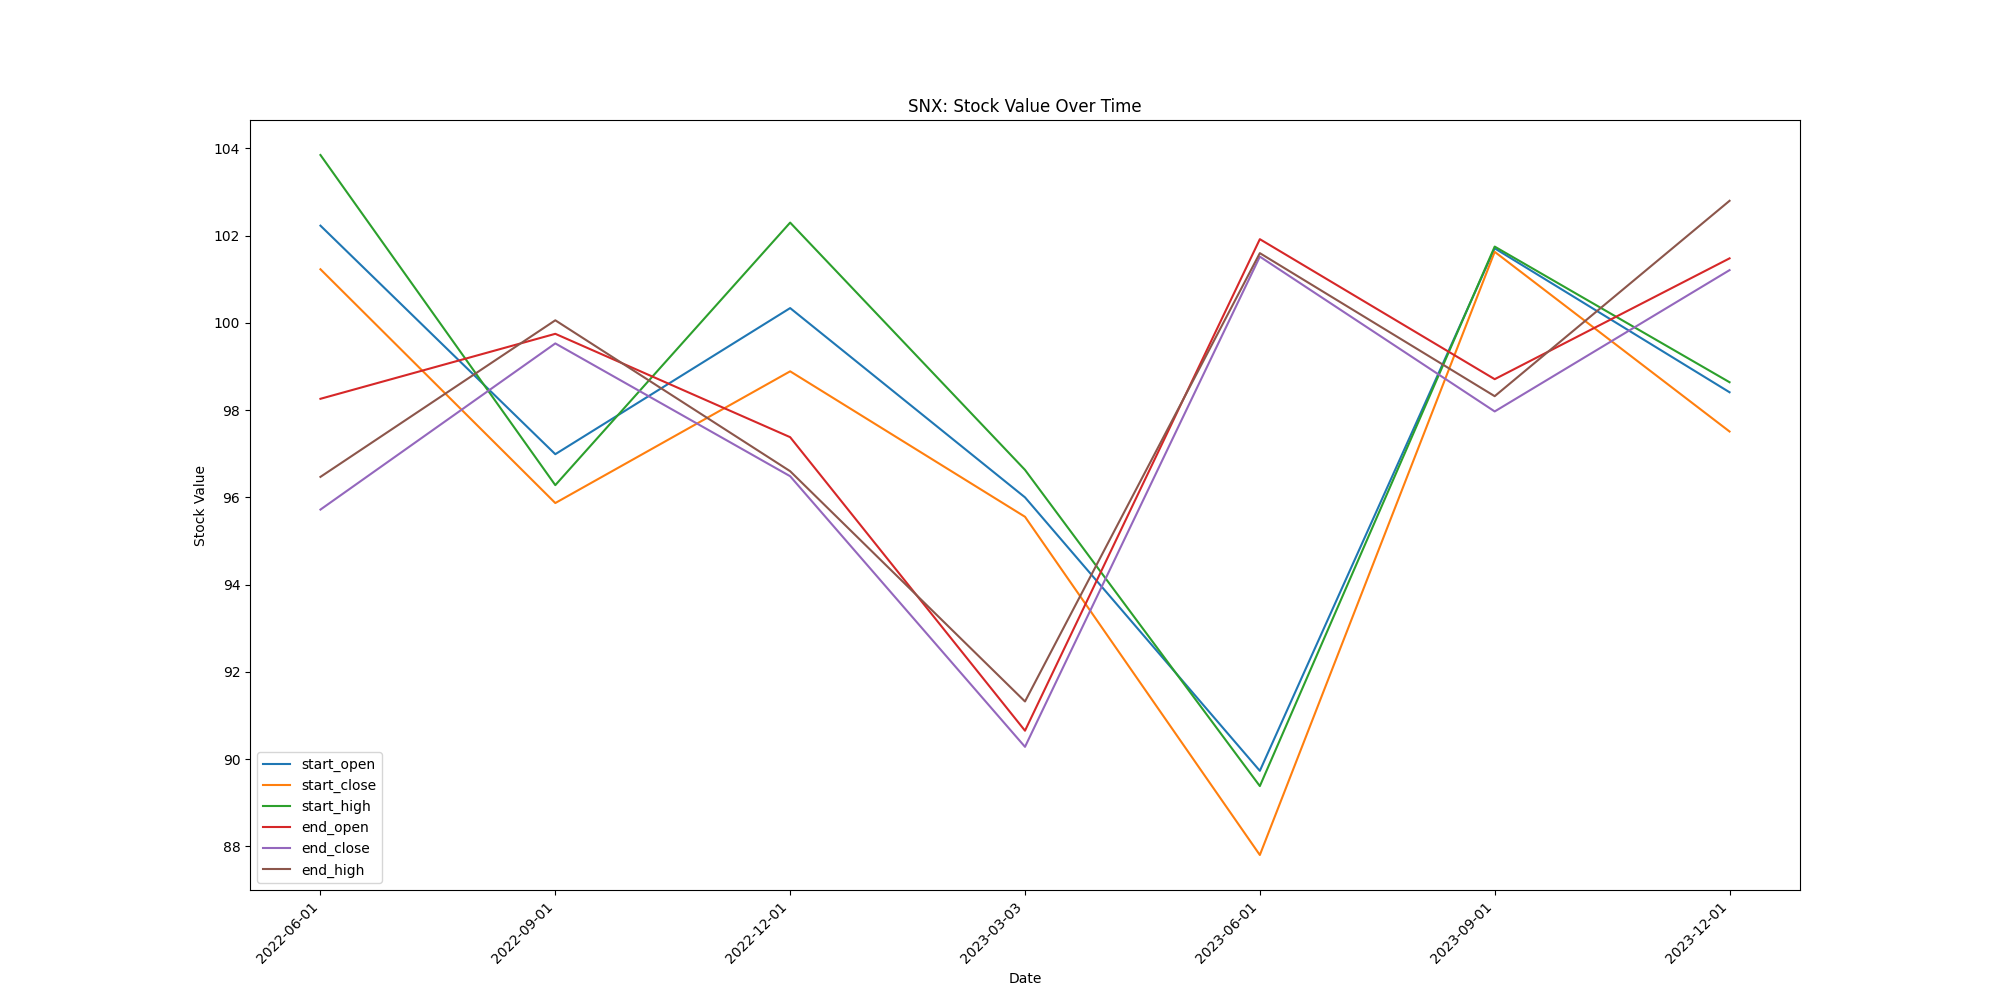 SNX: Stock Value Over Time
104
102
100
98
96
94
92
90
88
Stock Value
start_open
start_close
start_high
end_open
end_close
end_high
2022-06-01
2022-09-01
2022-12-01
2023-03-03
2023-06-01
2023-09-01
2023-12-01
Date